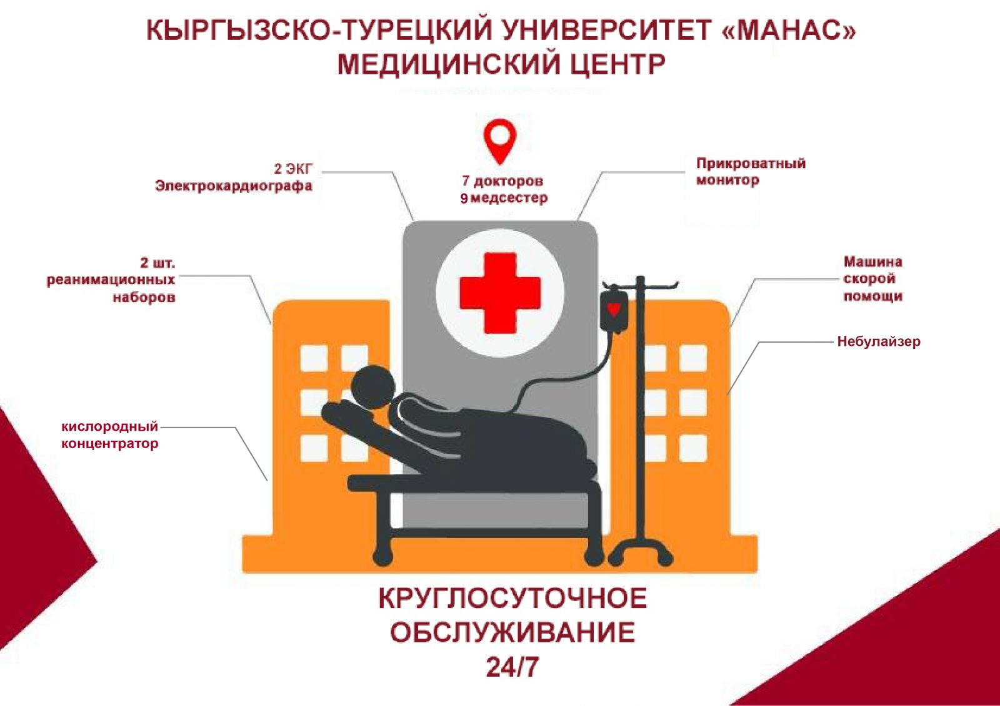 КЫРГЫЗСКО-ТУРЕЦКИЙ УНИВЕРСИТЕТ «МАНАС»
МЕДИЦИНСКИЙ ЦЕНТР
2 ЭКГ
Электрокардиографа
7 докторов
9 медсестер
Прикроватный
монитор
2 шт.
реанимационных
наборов
Машина
скорой
помощи
Небулайзер
кислородный
концентратор
КРУГЛОСУТОЧНОЕ
ОБСЛУЖИВАНИЕ
24/7